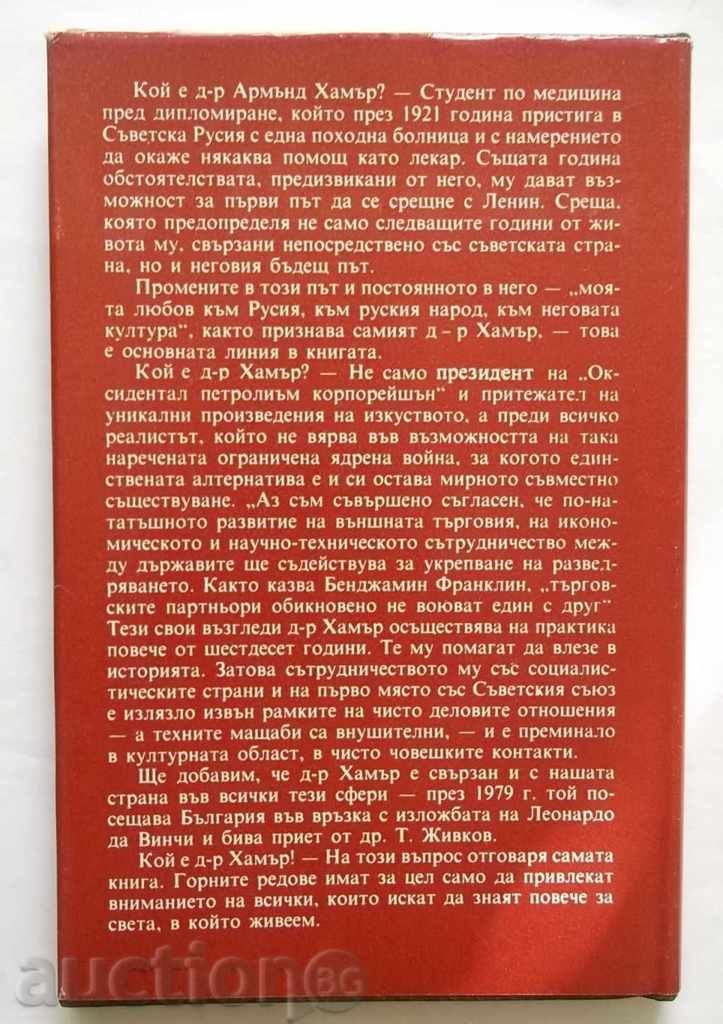 Кой е д-р Армънд Хамър? — Студент по медицина
пред дипломиране, който през 1921 година пристига в
Съветска Русия с една походна болница и с намерението
да окаже някаква помощ като лекар. Същата година
обстоятелствата, предизвикани от него, му дават въз-
можност за първи път да се срещне с Ленин. Среща,
която предопределя не само следващите години от жи-
вота му, свързани непосредствено със съветската стра-
на, но и неговия бъдещ път.
Промените в този път и постоянното в него — „моя-
та любов към Русия, към руския народ, към неговата
култура“, както признава самият д-р Хамър, — това
е основната линия в книгата.
Кой е д-р Хамър? — Не само президент на „Ок-
сидентал петролиъм корпорейшън“ и притежател на
уникални произведения на изкуството, а преди всичко
реалистът, който не вярва във възможността на така
наречената ограничена ядрена война, за когото един-
ствената алтернатива е и си остава мирното съвместно
съществуване. „Аз съм съвършено съгласен, че по-на-
татъшното развитие на външната търговия, на иконо-
мическото и научно-техническото сътрудничество меж-
ду държавите ще съдействува за укрепване на развед-
ряването. Както казва Бенджамин Франклин, „търгов-
ските партньори обикновено не воюват един с друг“
Тези свои възгледи д-р Хамър осъществява на практика
повече от шестдесет години. Те му помагат да влезе в
историята. Затова сътрудничеството му със социалис-
тическите страни и на първо място със Съветския съюз
е излязло извън рамките на чисто деловите отношения
— а техните мащаби са внушителни, — и е преминало
в културната област, в чисто човешките контакти.
Ще добавим, че д-р Хамър е свързан и с нашата
страна във всички тези сфери — през 1979 г. той по-
сещава България във връзка с изложбата на Леонардо
да Винчи и бива приет от др. Т. Живков.
Кой е д-р Хамър! — На този въпрос отговаря самата
книга. Горните редове имат за цел само да привлекат
вниманието на всички, които искат да знаят повече за
света, в който живеем.
auctionBG